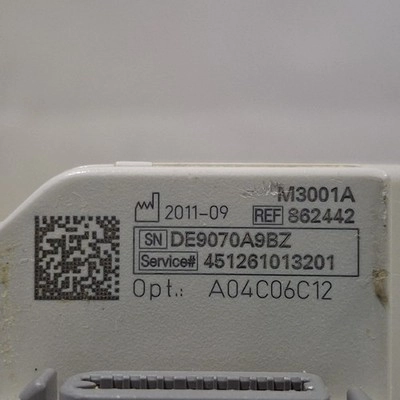 M3001A
2011-09 REF 862442
SN DE9070A9BZ
Service# 451261013201
Opt.: A04C06C12